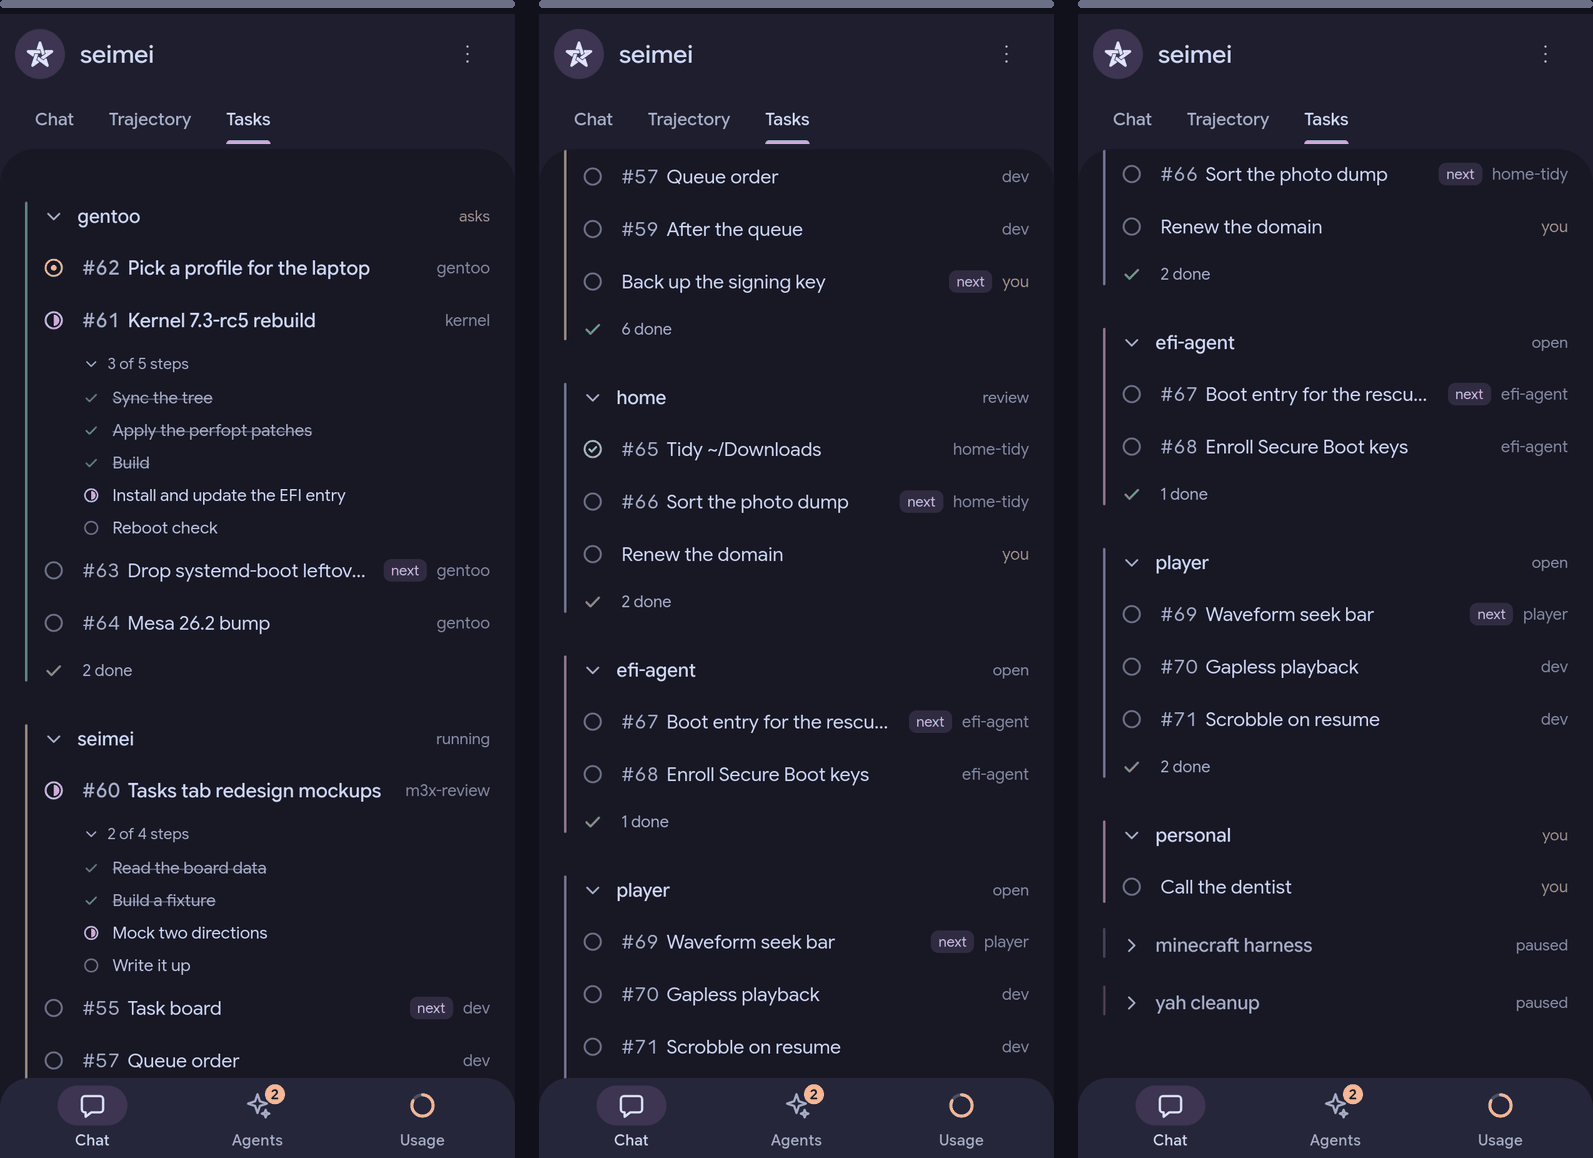 seimei
Chat Trajectory Tasks
gentoo asks
#62 Pick a profile for the laptop gentoo
#61 Kernel 7.3-rc5 rebuild kernel
3 of 5 steps
Sync the tree
Apply the perfopt patches
Build
Install and update the EFI entry
Reboot check
#63 Drop systemd-boot leftov... next gentoo
#64 Mesa 26.2 bump gentoo
2 done
seimei running
#60 Tasks tab redesign mockups m3x-review
2 of 4 steps
Read the board data
Build a fixture
Mock two directions
Write it up
#55 Task board next dev
#57 Queue order dev
2
Chat Agents Usage
seimei
Chat Trajectory Tasks
#57 Queue order dev
#59 After the queue dev
Back up the signing key next you
6 done
home review
#65 Tidy ~/Downloads home-tidy
#66 Sort the photo dump next home-tidy
Renew the domain you
2 done
efi-agent open
#67 Boot entry for the rescu... next efi-agent
#68 Enroll Secure Boot keys efi-agent
1 done
player open
#69 Waveform seek bar next player
#70 Gapless playback dev
#71 Scrobble on resume dev
2
Chat Agents Usage
seimei
Chat Trajectory Tasks
#66 Sort the photo dump next home-tidy
Renew the domain you
2 done
efi-agent open
#67 Boot entry for the rescu... next efi-agent
#68 Enroll Secure Boot keys efi-agent
1 done
player open
#69 Waveform seek bar next player
#70 Gapless playback dev
#71 Scrobble on resume dev
2 done
personal you
Call the dentist you
minecraft harness paused
yah cleanup paused
2
Chat Agents Usage